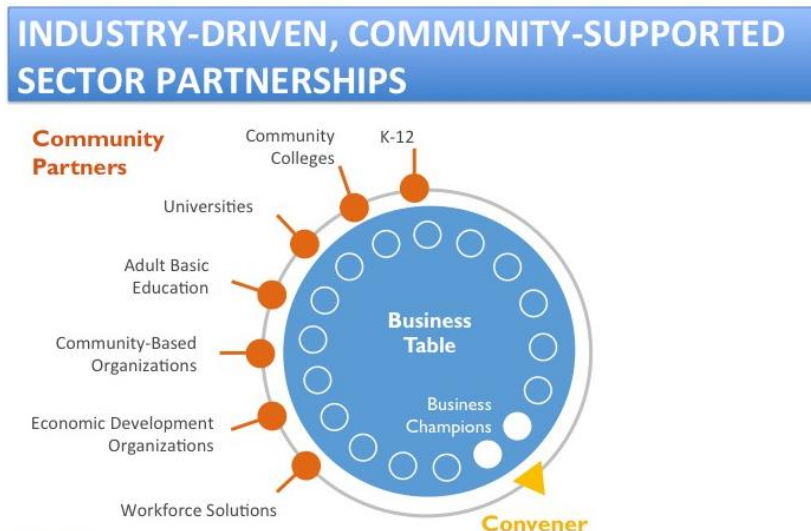 INDUSTRY-DRIVEN, COMMUNITY-SUPPORTED
SECTOR PARTNERSHIPS
Community
Partners
Community
Colleges
K-12
Universities
Adult Basic
Education
Community-Based
Organizations
Economic Development
Organizations
Workforce Solutions
Business
Table
Business
Champions
Convener